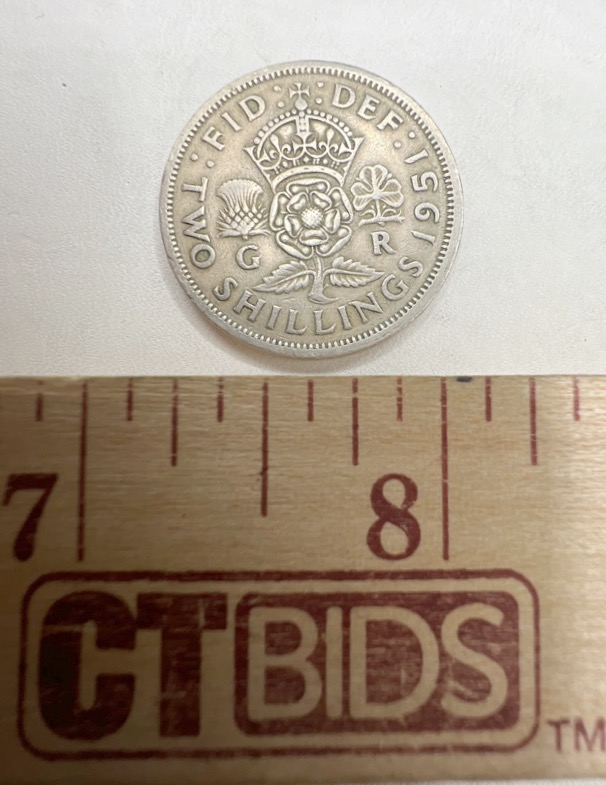 : FID : DEF : 1951
TWO SHILLINGS
G R
7 8
CTBIDS TM